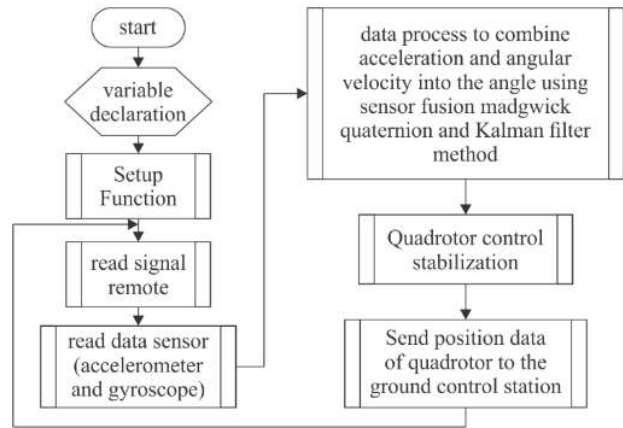 start
variable
declaration
Setup
Function
read signal
remote
read data sensor
(accelerometer
and gyroscope)
data process to combine
acceleration and angular
velocity into the angle using
sensor fusion madgwick
quaternion and Kalman filter
method
Quadrotor control
stabilization
Send position data
of quadrotor to the
ground control station